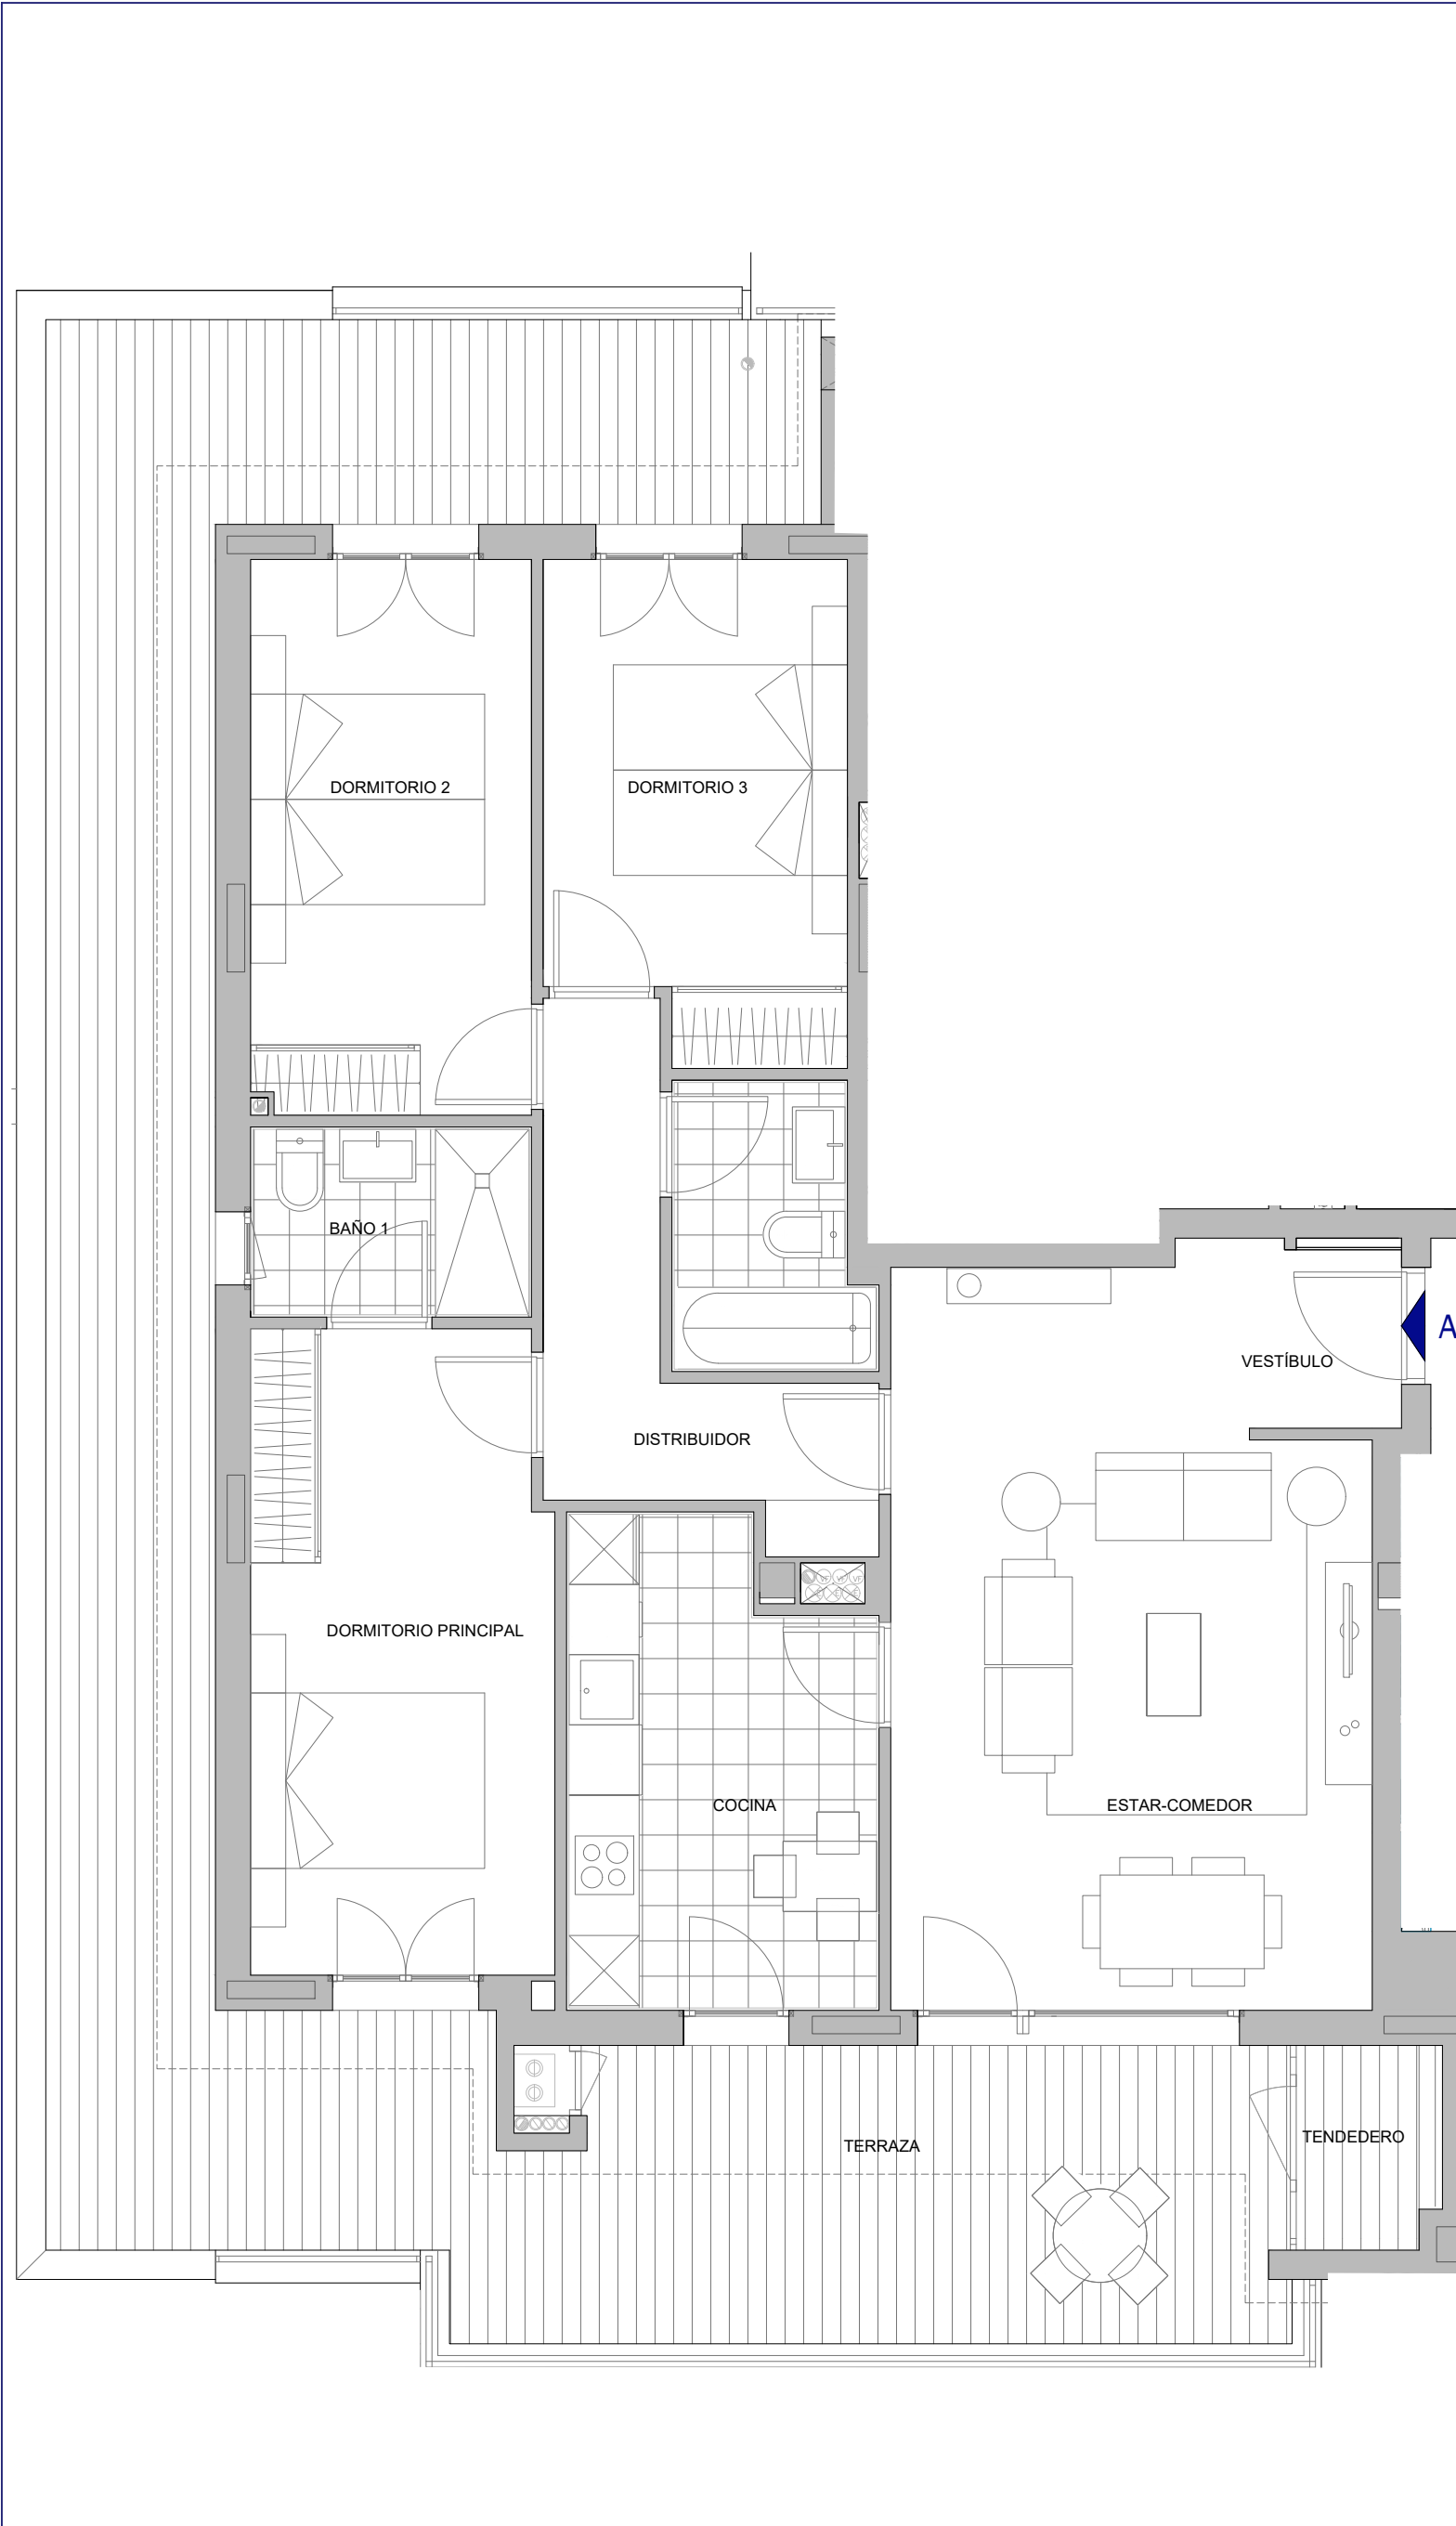 DORMITORIO 2
DORMITORIO 3
BAÑO 1
VESTÍBULO
A
DISTRIBUIDOR
DORMITORIO PRINCIPAL
COCINA
ESTAR-COMEDOR
TERRAZA
TENDEDERO